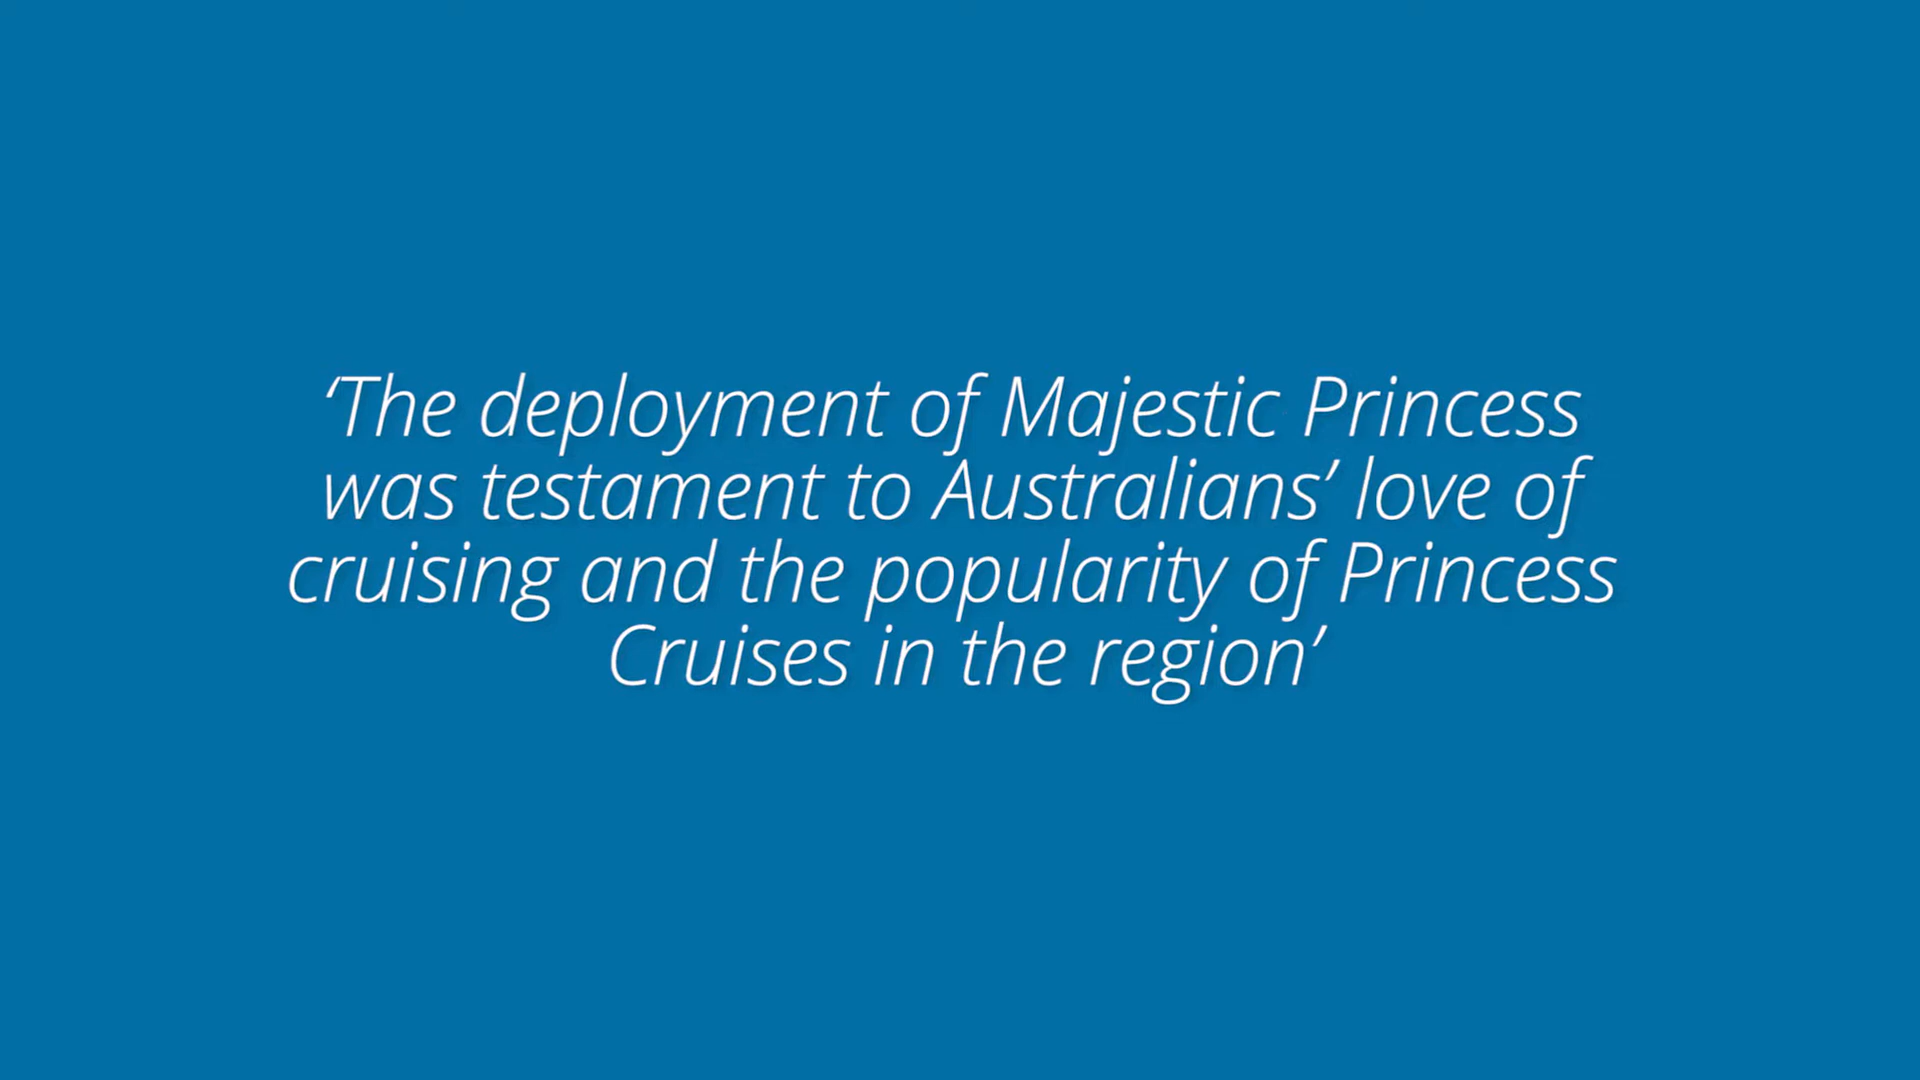 ‘The deployment of Majestic Princess
was testament to Australians’ love of
cruising and the popularity of Princess
Cruises in the region’